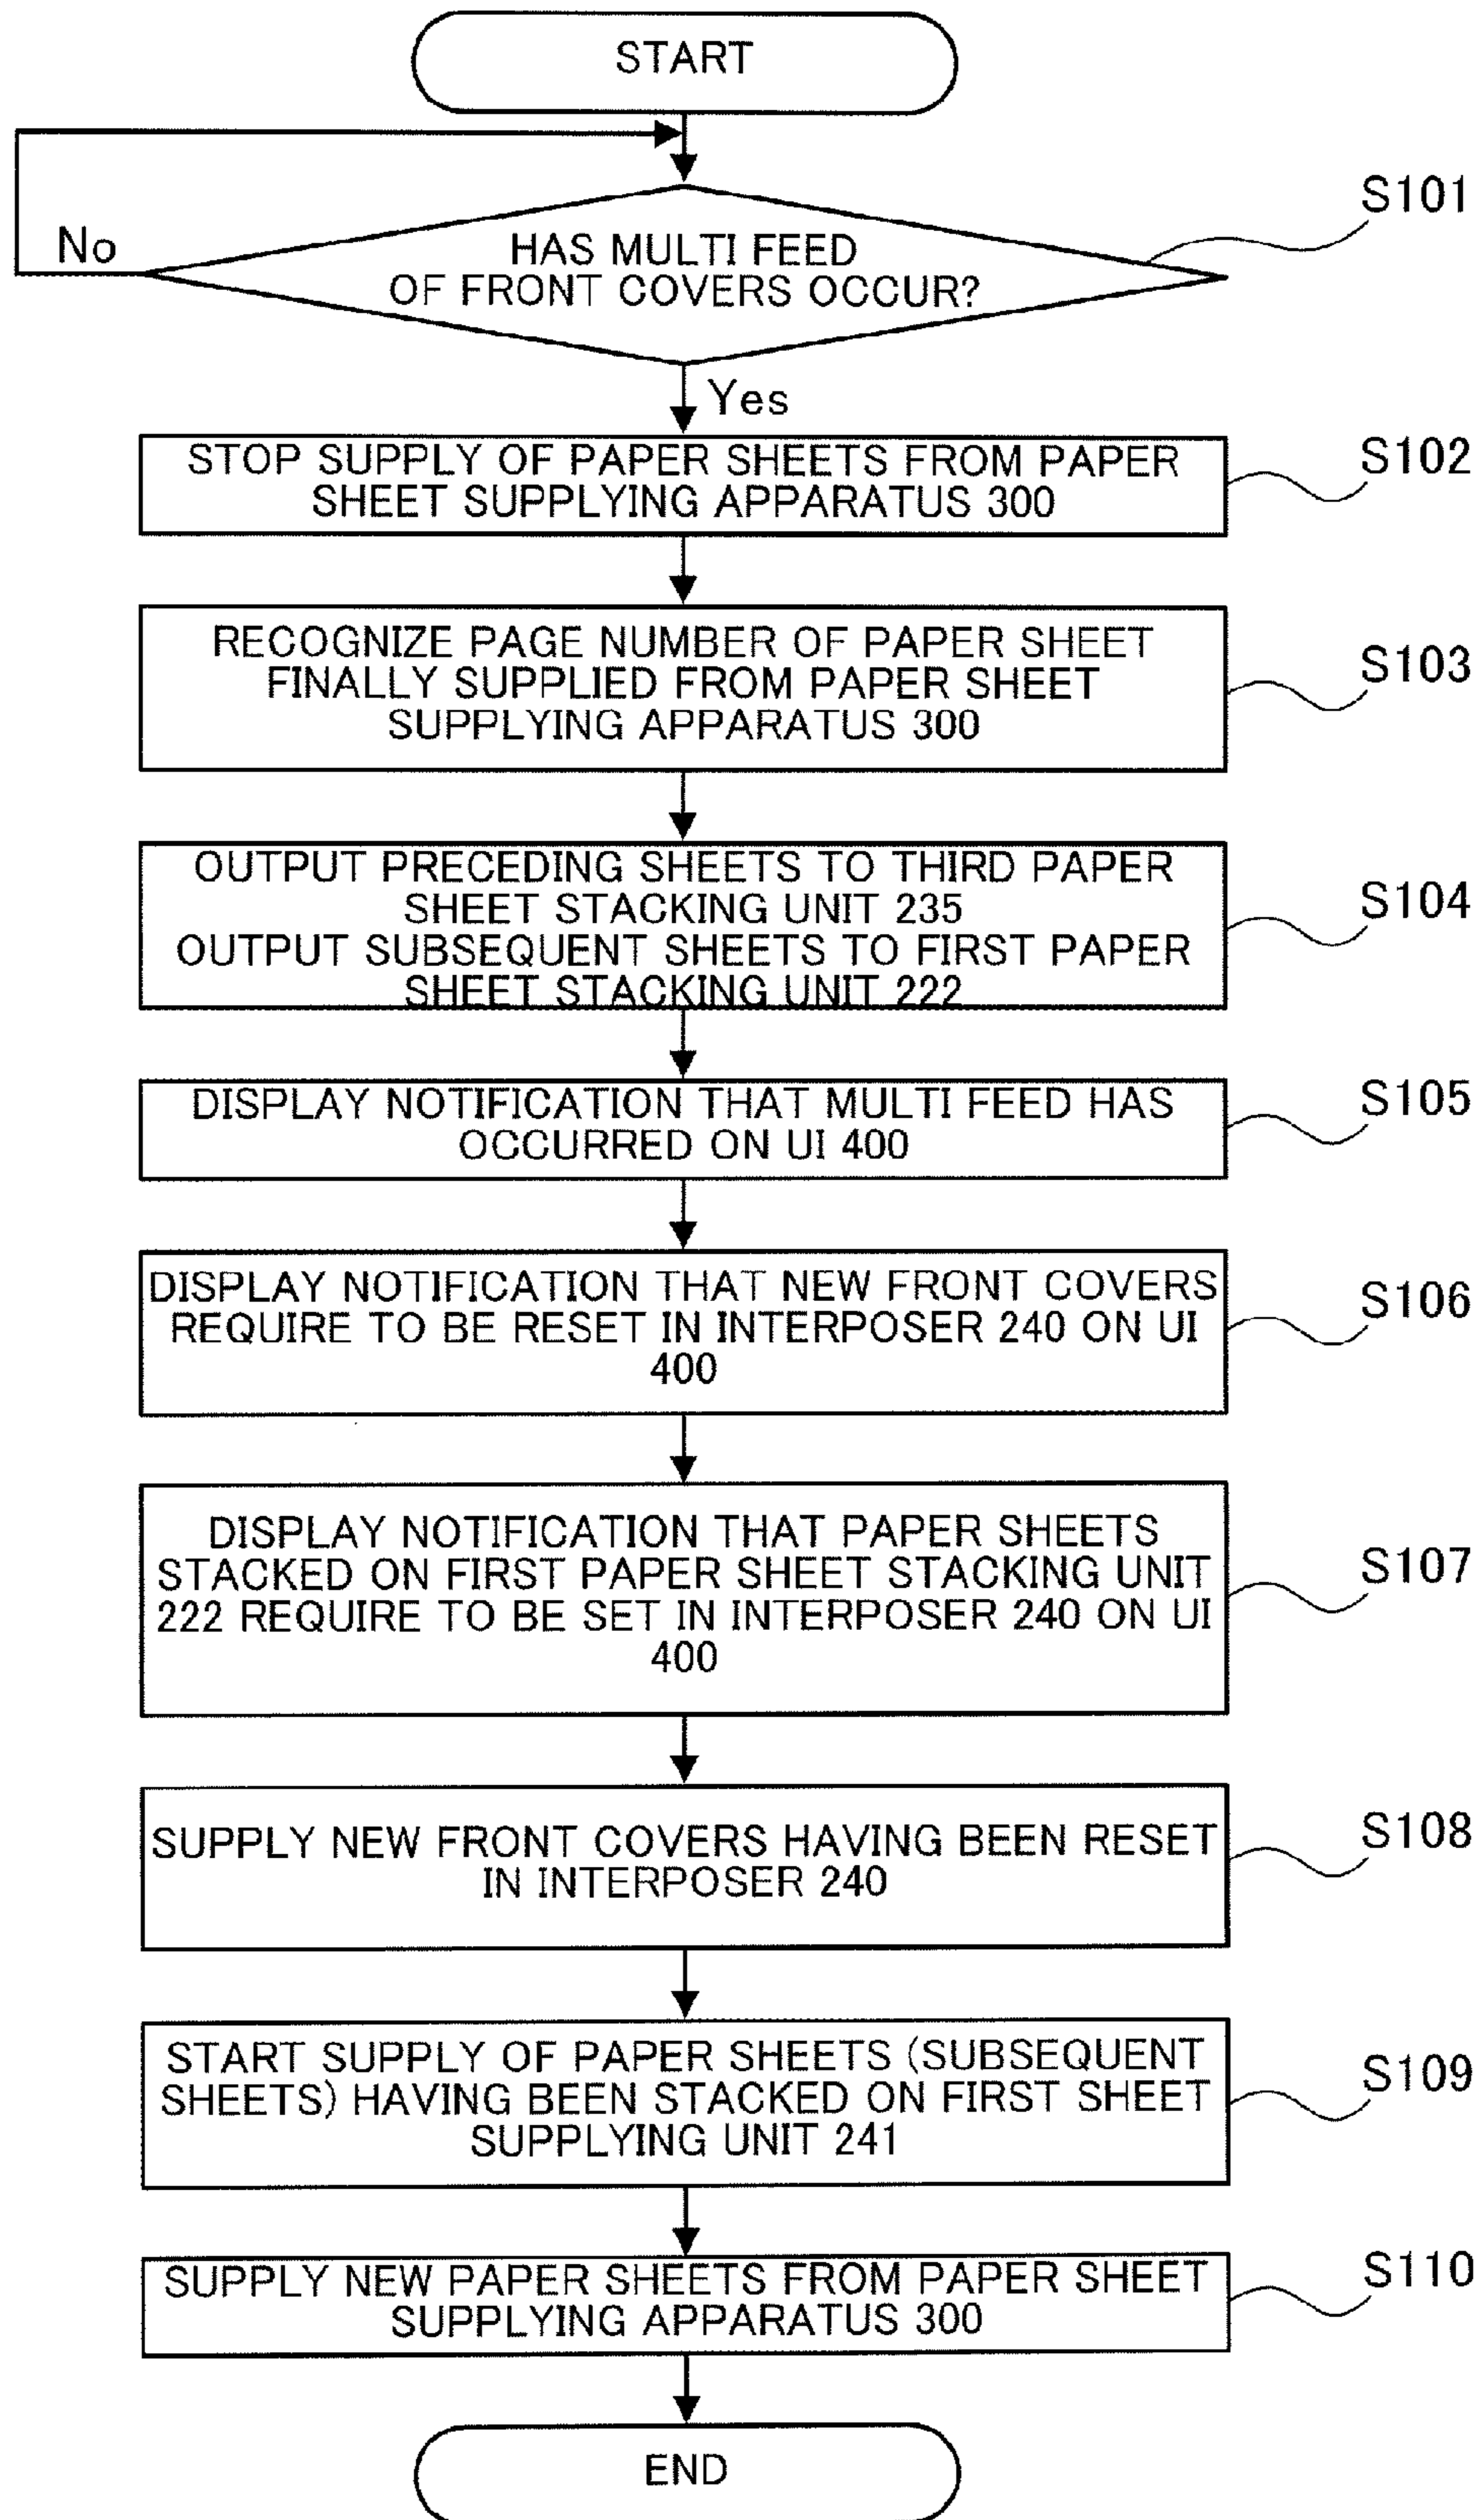 START
No
HAS MULTI FEED
OF FRONT COVERS OCCUR?
S101
Yes
STOP SUPPLY OF PAPER SHEETS FROM PAPER
SHEET SUPPLYING APPARATUS 300
S102
RECOGNIZE PAGE NUMBER OF PAPER SHEET
FINALLY SUPPLIED FROM PAPER SHEET
SUPPLYING APPARATUS 300
S103
OUTPUT PRECEDING SHEETS TO THIRD PAPER
SHEET STACKING UNIT 235
OUTPUT SUBSEQUENT SHEETS TO FIRST PAPER
SHEET STACKING UNIT 222
S104
DISPLAY NOTIFICATION THAT MULTI FEED HAS
OCCURRED ON UI 400
S105
DISPLAY NOTIFICATION THAT NEW FRONT COVERS
REQUIRE TO BE RESET IN INTERPOSER 240 ON UI
400
S106
DISPLAY NOTIFICATION THAT PAPER SHEETS
STACKED ON FIRST PAPER SHEET STACKING UNIT
222 REQUIRE TO BE SET IN INTERPOSER 240 ON UI
400
S107
SUPPLY NEW FRONT COVERS HAVING BEEN RESET
IN INTERPOSER 240
S108
START SUPPLY OF PAPER SHEETS (SUBSEQUENT
SHEETS) HAVING BEEN STACKED ON FIRST SHEET
SUPPLYING UNIT 241
S109
SUPPLY NEW PAPER SHEETS FROM PAPER SHEET
SUPPLYING APPARATUS 300
S110
END